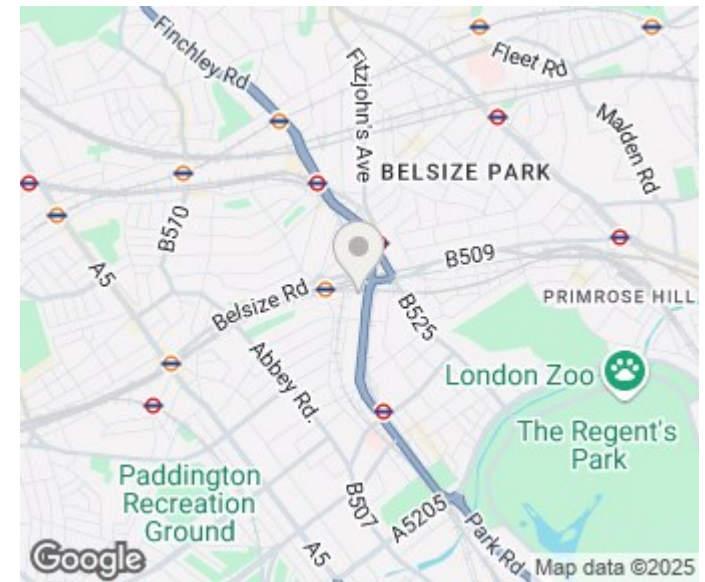 Finchley Rd
Fitzjohn's Ave
Fleet Rd
Malden Rd
BELSIZE PARK
B510
A5
B509
Belsize Rd
B525
PRIMROSE HILL
Abbey Rd.
London Zoo
The Regent's
Park
Paddington
Recreation
Ground
B507
A5205
Park Rd
A5
Google
Map data ©2025